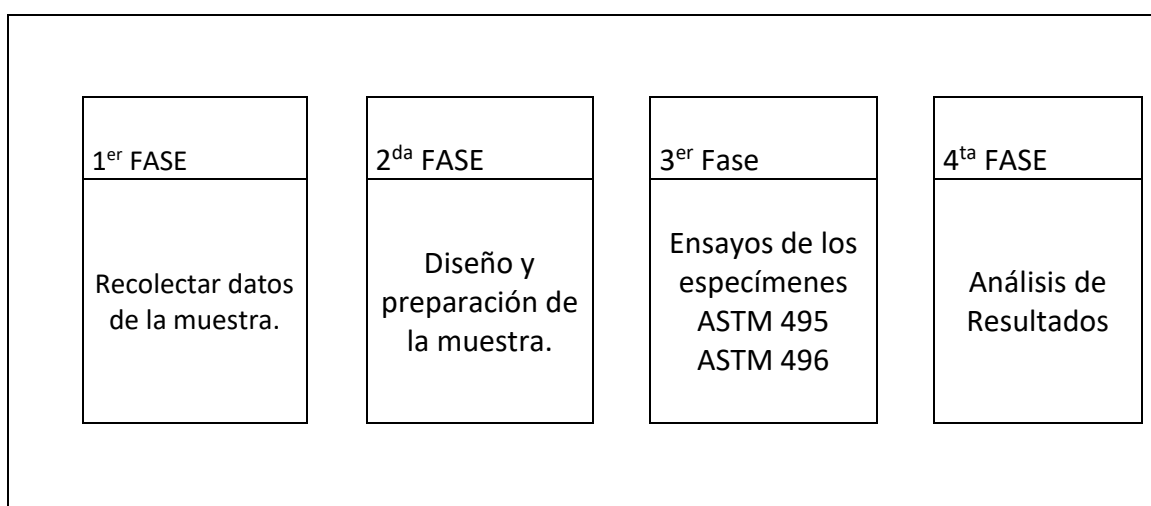 1er FASE
Recolectar datos
de la muestra.
2da FASE
Diseño y
preparación de
la muestra.
3er Fase
Ensayos de los
especímenes
ASTM 495
ASTM 496
4ta FASE
Análisis de
Resultados